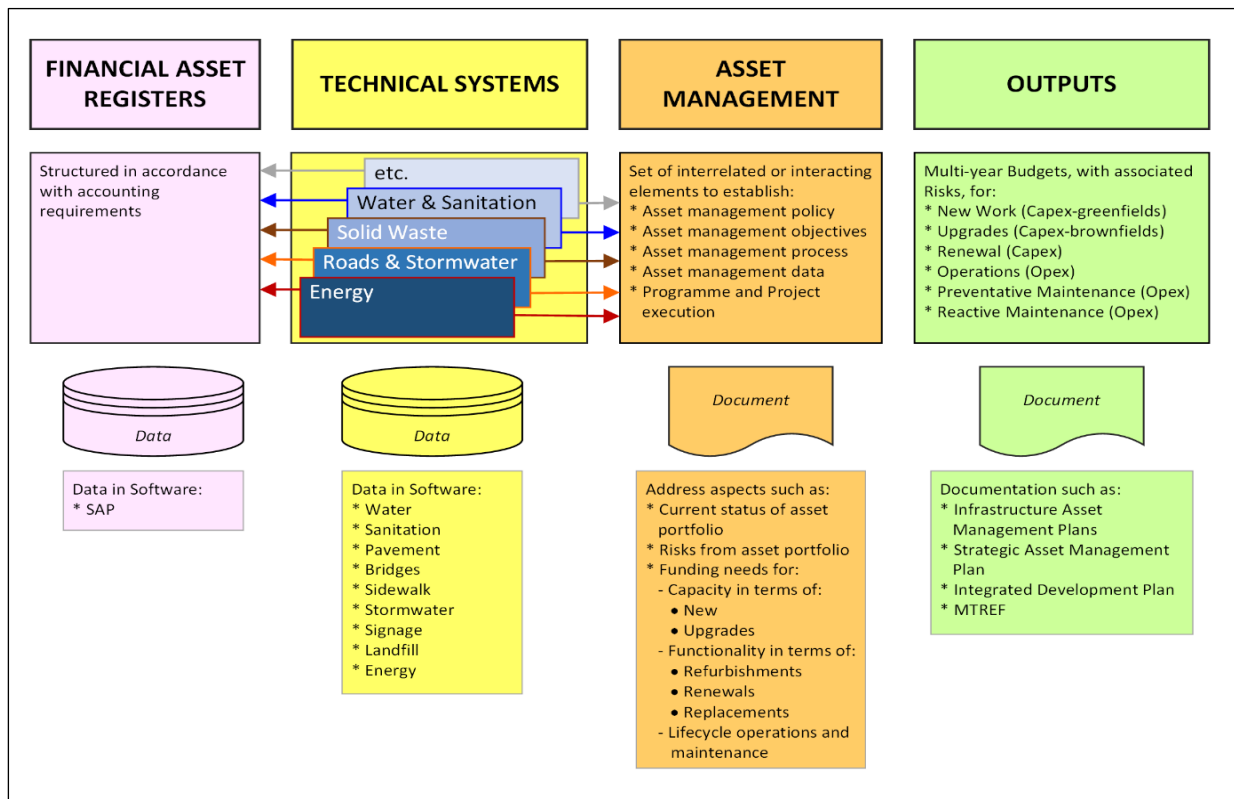 FINANCIAL ASSET
REGISTERS
TECHNICAL SYSTEMS
ASSET
MANAGEMENT
OUTPUTS
Structured in accordance
with accounting
requirements
etc.
Water & Sanitation
Solid Waste
Roads & Stormwater
Energy
Set of interrelated or interacting
elements to establish:
* Asset management policy
* Asset management objectives
* Asset management process
* Asset management data
* Programme and Project
execution
Multi-year Budgets, with associated
Risks, for:
* New Work (Capex-greenfields)
* Upgrades (Capex-brownfields)
* Renewal (Capex)
* Operations (Opex)
* Preventative Maintenance (Opex)
* Reactive Maintenance (Opex)
Data
Data
Document
Document
Data in Software:
* SAP
Data in Software:
* Water
* Sanitation
* Pavement
* Bridges
* Sidewalk
* Stormwater
* Signage
* Landfill
* Energy
Address aspects such as:
* Current status of asset
portfolio
* Risks from asset portfolio
* Funding needs for:
- Capacity in terms of:
● New
● Upgrades
- Functionality in terms of:
● Refurbishments
● Renewals
● Replacements
- Lifecycle operations and
maintenance
Documentation such as:
* Infrastructure Asset
Management Plans
* Strategic Asset Management
Plan
* Integrated Development Plan
* MTREF